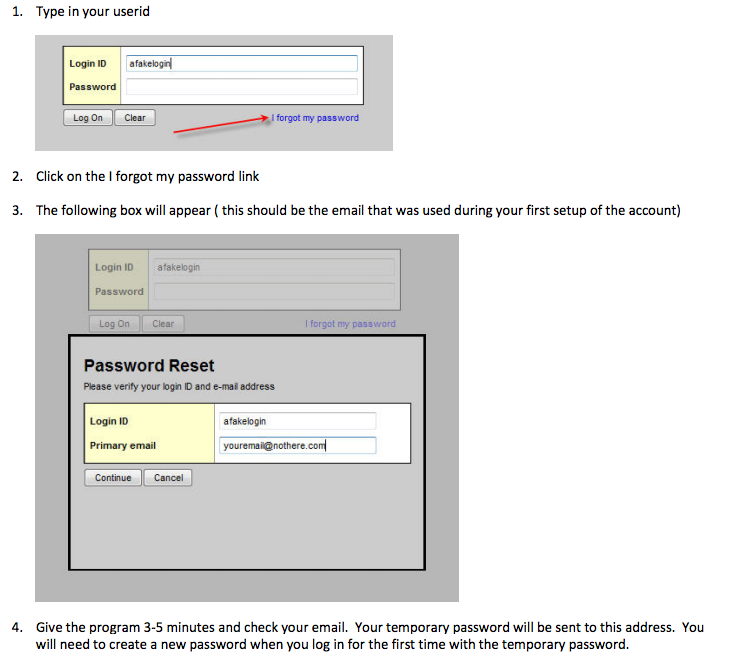 1. Type in your userid
Login ID afakelogin
Password
Log On Clear I forgot my password
2. Click on the I forgot my password link
3. The following box will appear ( this should be the email that was used during your first setup of the account)
Login ID afakelogin
Password
Log On Clear I forgot my password
Password Reset
Please verify your login ID and e-mail address
Login ID afakelogin
Primary email youremail@nothere.com
Continue Cancel
4. Give the program 3-5 minutes and check your email.  Your temporary password will be sent to this address.  You
will need to create a new password when you log in for the first time with the temporary password.